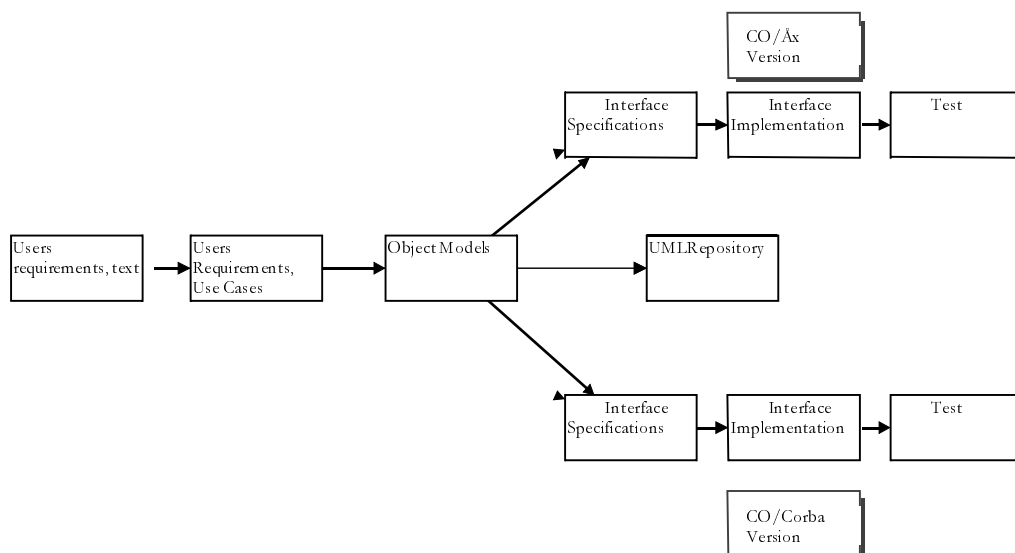 CO/Åx
Version
Interface
Specifications
Interface
Implementation
Test
Users
requirements, text
Users
Requirements,
Use Cases
Object Models
UMLRepository
Interface
Specifications
Interface
Implementation
Test
CO/Corba
Version